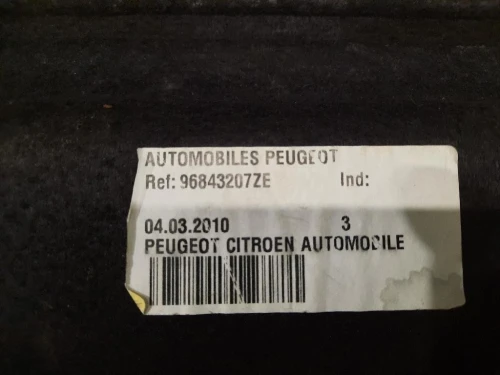 AUTOMOBILES PEUGEOT
Ref: 96843207ZE Ind:
04.03.2010 3
PEUGEOT CITROEN AUTOMOBILE